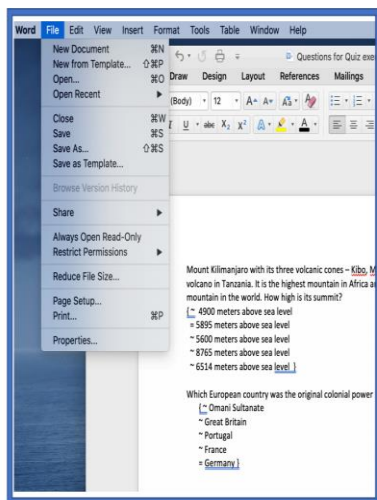 Word File Edit View Insert Format Tools Table Window Help
New Document ⌘N
New from Template... ⇧⌘P
Open... ⌘O
Open Recent ▶
Close ⌘W
Save ⌘S
Save As... ⇧⌘S
Save as Template...
Browse Version History
Share ▶
Always Open Read-Only
Restrict Permissions ▶
Reduce File Size...
Page Setup...
Print... ⌘P
Properties...
Questions for Quiz exe
Draw Design Layout References Mailings
(Body) 12 A A
U abc X₂ X² A A
Mount Kilimanjaro with its three volcanic cones – Kibo, M
volcano in Tanzania. It is the highest mountain in Africa a
mountain in the world. How high is its summit?
{~ 4900 meters above sea level
= 5895 meters above sea level
~ 5600 meters above sea level
~ 8765 meters above sea level
~ 6514 meters above sea level }
Which European country was the original colonial power
{~ Omani Sultanate
~ Great Britain
~ Portugal
~ France
= Germany }